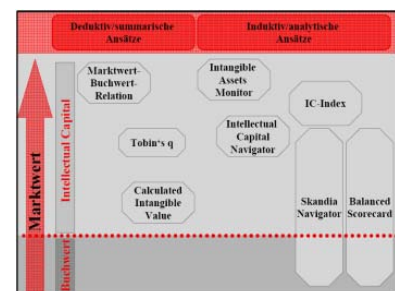 Deduktiv/summarische
Ansätze
Induktiv/analytische
Ansätze
Marktwert-
Buchwert-
Relation
Intangible
Assets
Monitor
IC-Index
Tobin's q
Intellectual
Capital
Navigator
Calculated
Intangible
Value
Skandia
Navigator
Balanced
Scorecard
Marktwert
Intellectual Capital
Buchwert